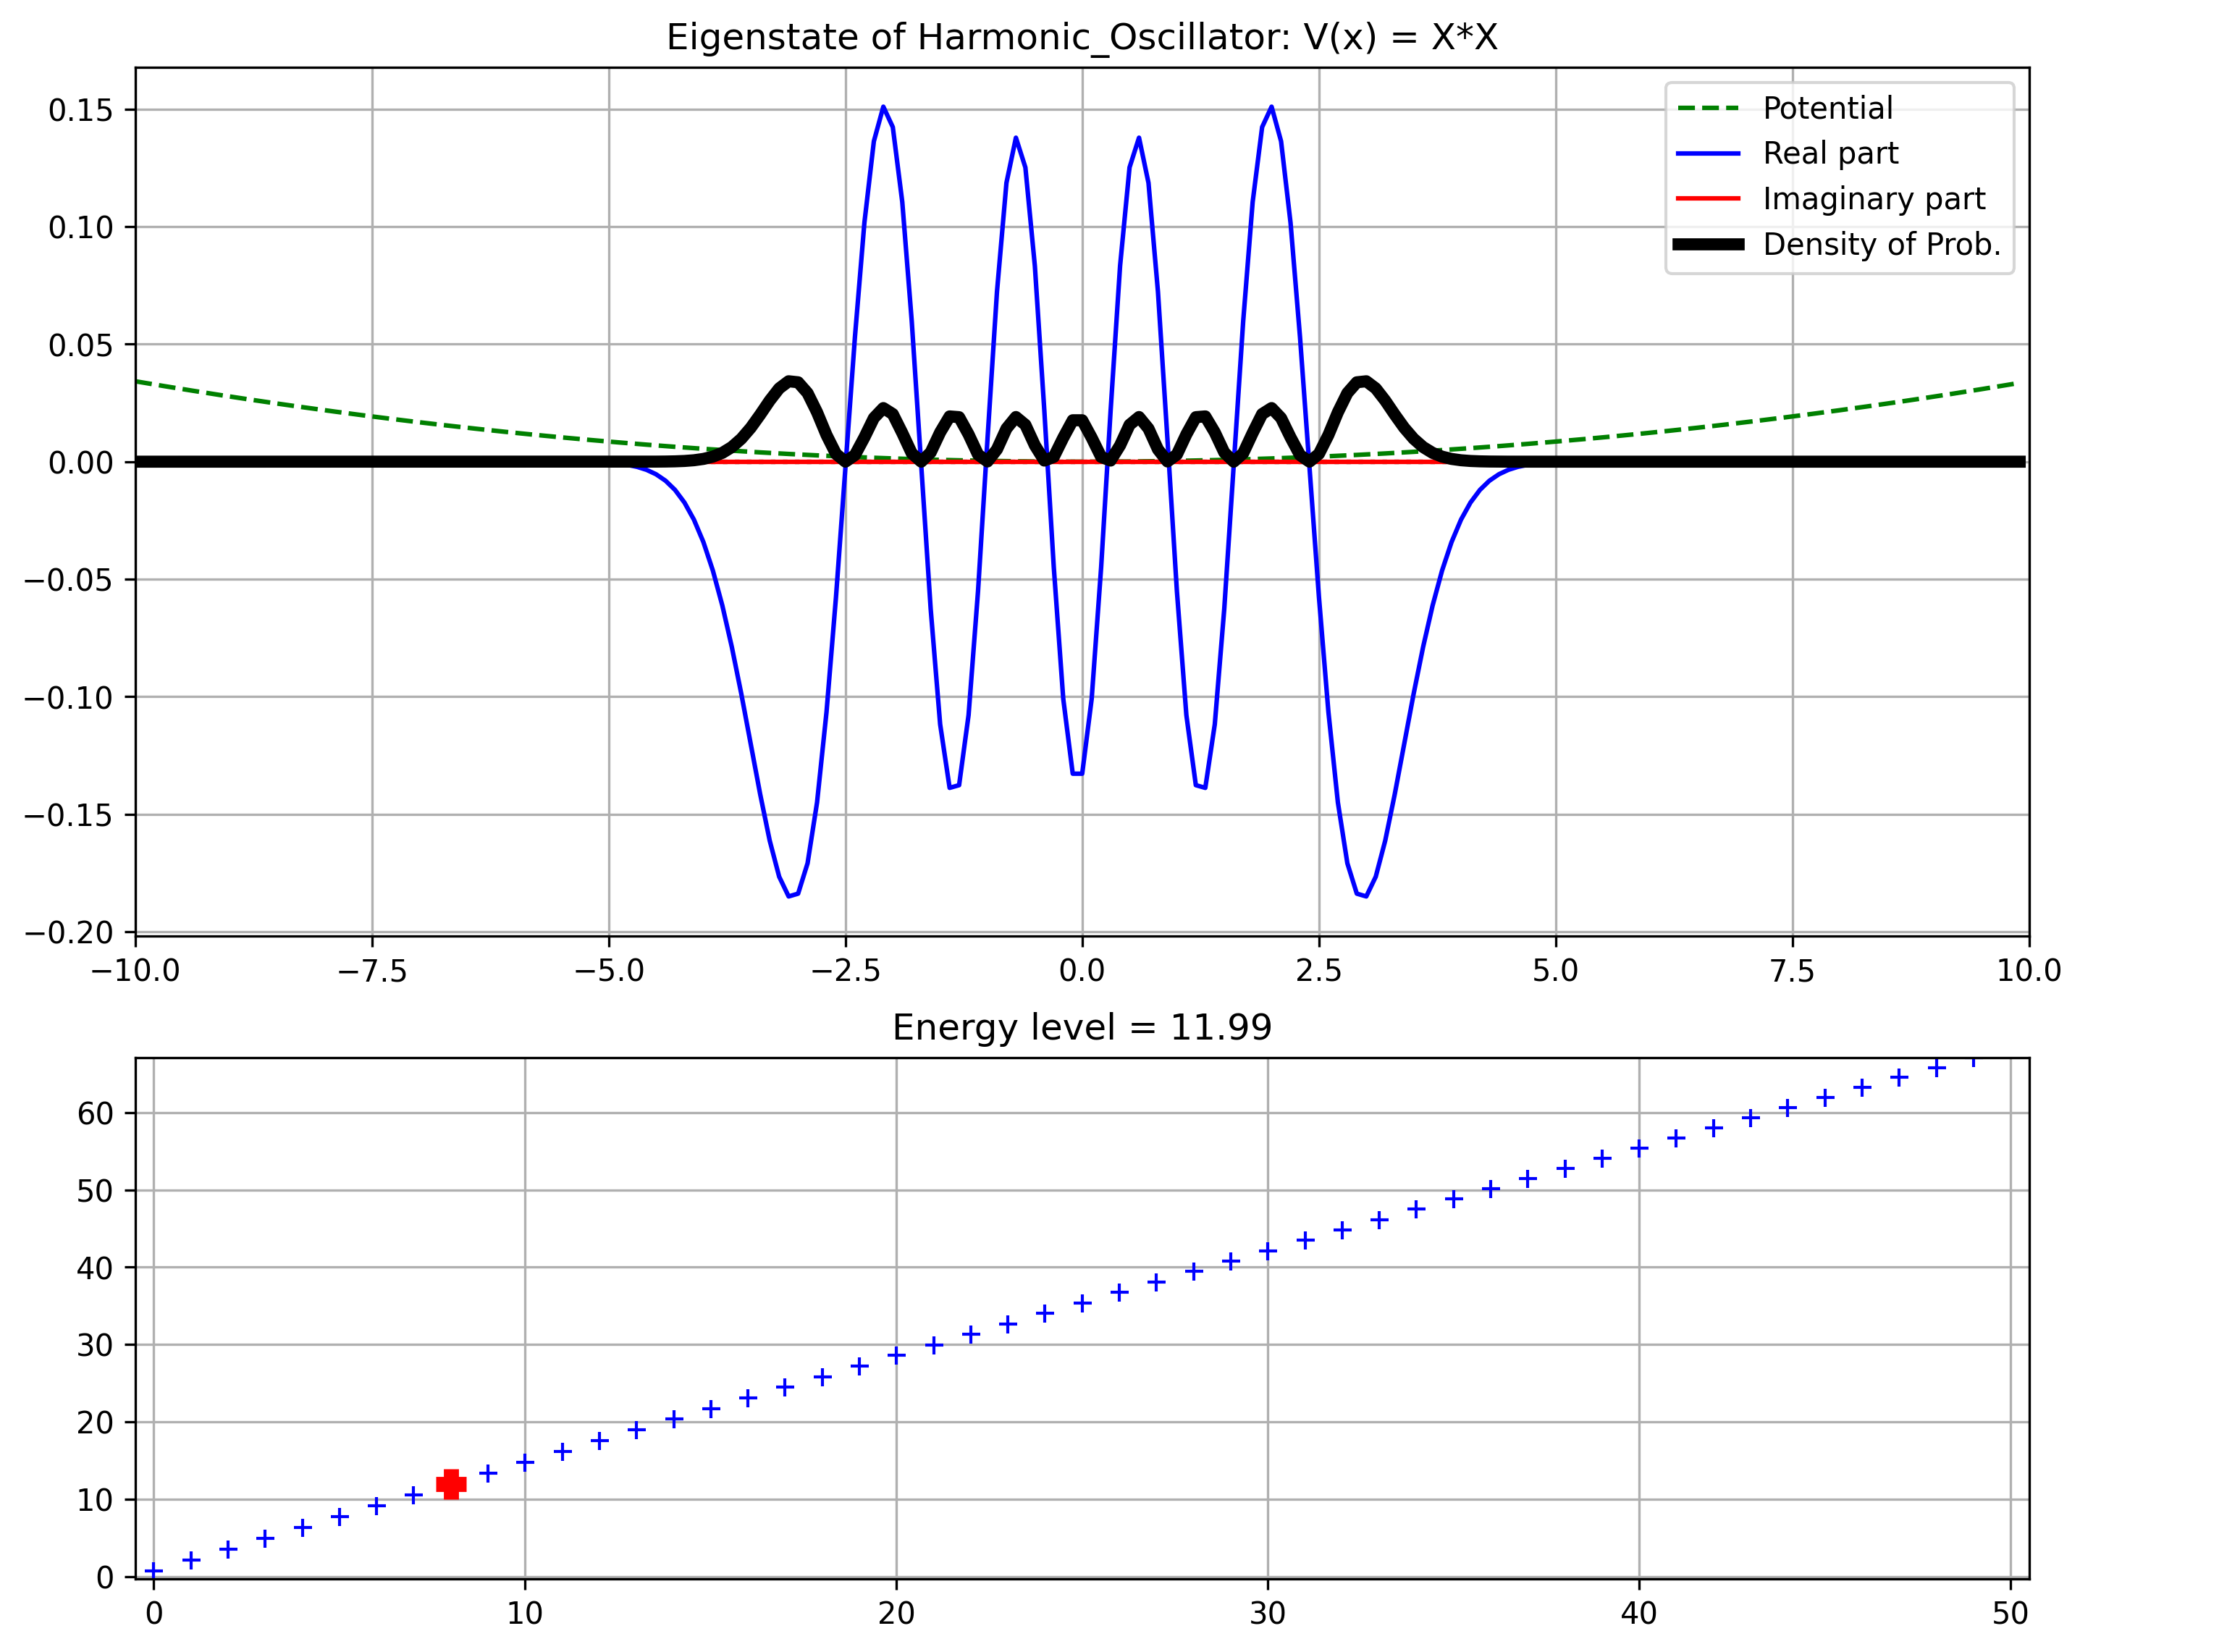 Eigenstate of Harmonic_Oscillator: V(x) = X*X
Potential
Real part
Imaginary part
Density of Prob.
0.15
0.10
0.05
0.00
−0.05
−0.10
−0.15
−0.20
−10.0 −7.5 −5.0 −2.5 0.0 2.5 5.0 7.5 10.0
Energy level = 11.99
60
50
40
30
20
10
0
0 10 20 30 40 50